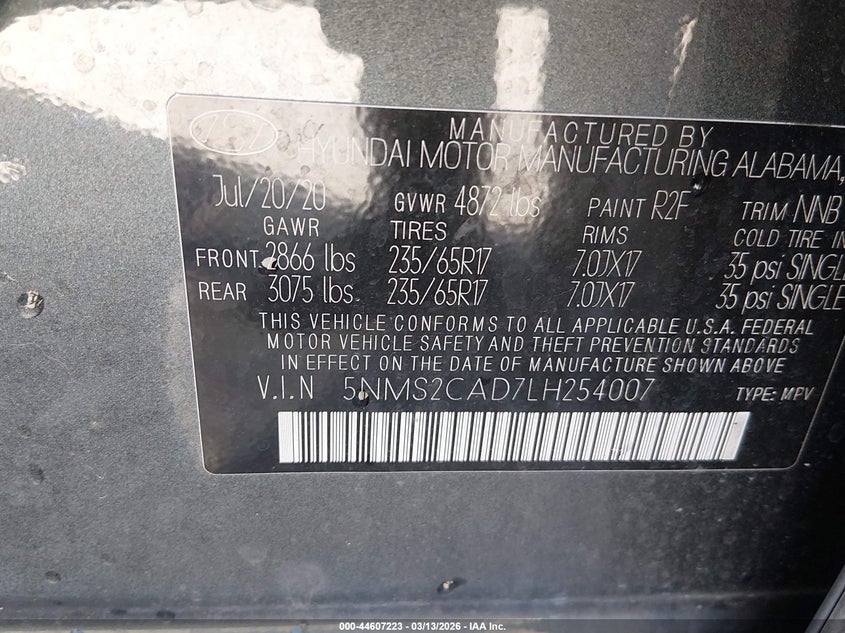 MANUFACTURED BY
HYUNDAI MOTOR MANUFACTURING ALABAMA,
Jul/20/20 GVWR 4872 lbs PAINT R2F TRIM NNB
GAWR TIRES RIMS COLD TIRE IN
FRONT 2866 lbs 235/65R17 7.0JX17 35 psi SINGLE
REAR 3075 lbs 235/65R17 7.0JX17 35 psi SINGLE
THIS VEHICLE CONFORMS TO ALL APPLICABLE U.S.A. FEDERAL
MOTOR VEHICLE SAFETY AND THEFT PREVENTION STANDARDS
IN EFFECT ON THE DATE OF MANUFACTURE SHOWN ABOVE
V.I.N 5NMS2CAD7LH254007 TYPE: MPV
000-44607223 — 03/13/2026 — IAA Inc.